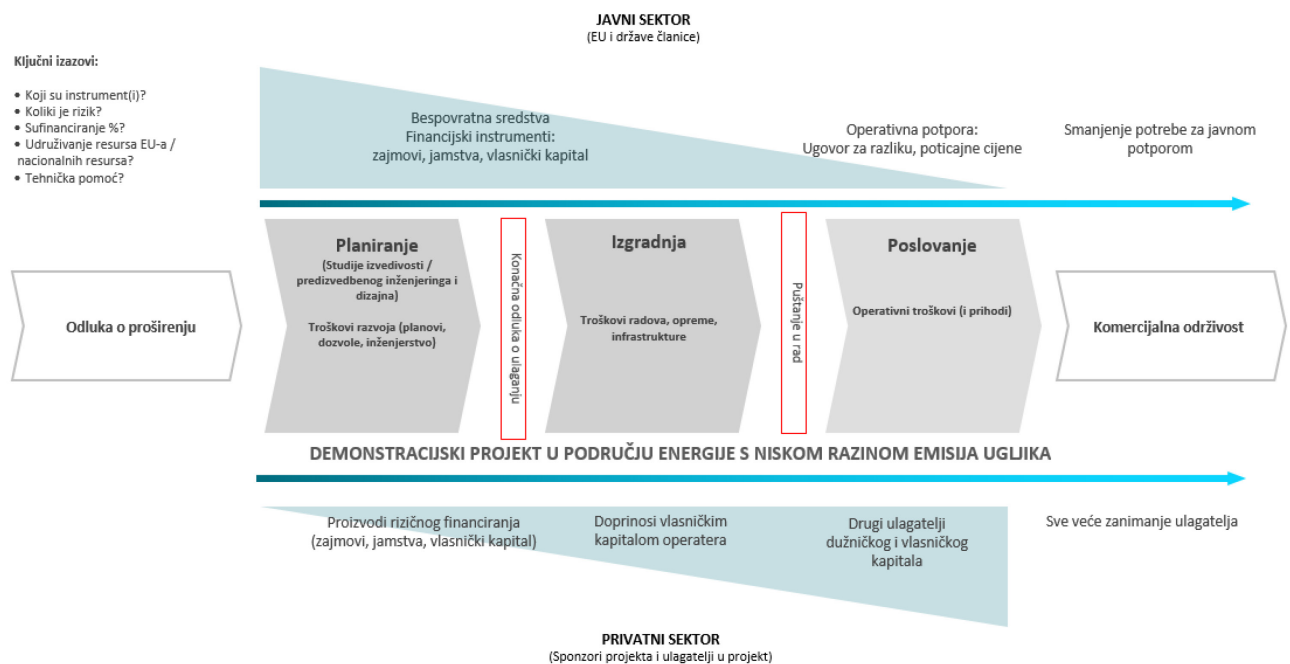 JAVNI SEKTOR
(EU i države članice)
Ključni izazovi:
• Koji su instrument(i)?
• Koliki je rizik?
• Sufinanciranje %?
• Udruživanje resursa EU-a /
nacionalnih resursa?
• Tehnička pomoć?
Bespovratna sredstva
Financijski instrumenti:
zajmovi, jamstva, vlasnički kapital
Operativna potpora:
Ugovor za razliku, poticajne cijene
Smanjenje potrebe za javnom
potporom
Odluka o proširenju
Planiranje
(Studije izvedivosti /
predizvedbenog inženjeringa i
dizajna)
Troškovi razvoja (planovi,
dozvole, inženjerstvo)
Konačna odluka o ulaganju
Izgradnja
Troškovi radova, opreme,
infrastrukture
Puštanje u rad
Poslovanje
Operativni troškovi (i prihodi)
Komercijalna održivost
DEMONSTRACIJSKI PROJEKT U PODRUČJU ENERGIJE S NISKOM RAZINOM EMISIJA UGLJIKA
Proizvodi rizičnog financiranja
(zajmovi, jamstva, vlasnički kapital)
Doprinosi vlasničkim
kapitalom operatera
Drugi ulagatelji
dužničkog i vlasničkog
kapitala
Sve veće zanimanje ulagatelja
PRIVATNI SEKTOR
(Sponzori projekta i ulagatelji u projekt)